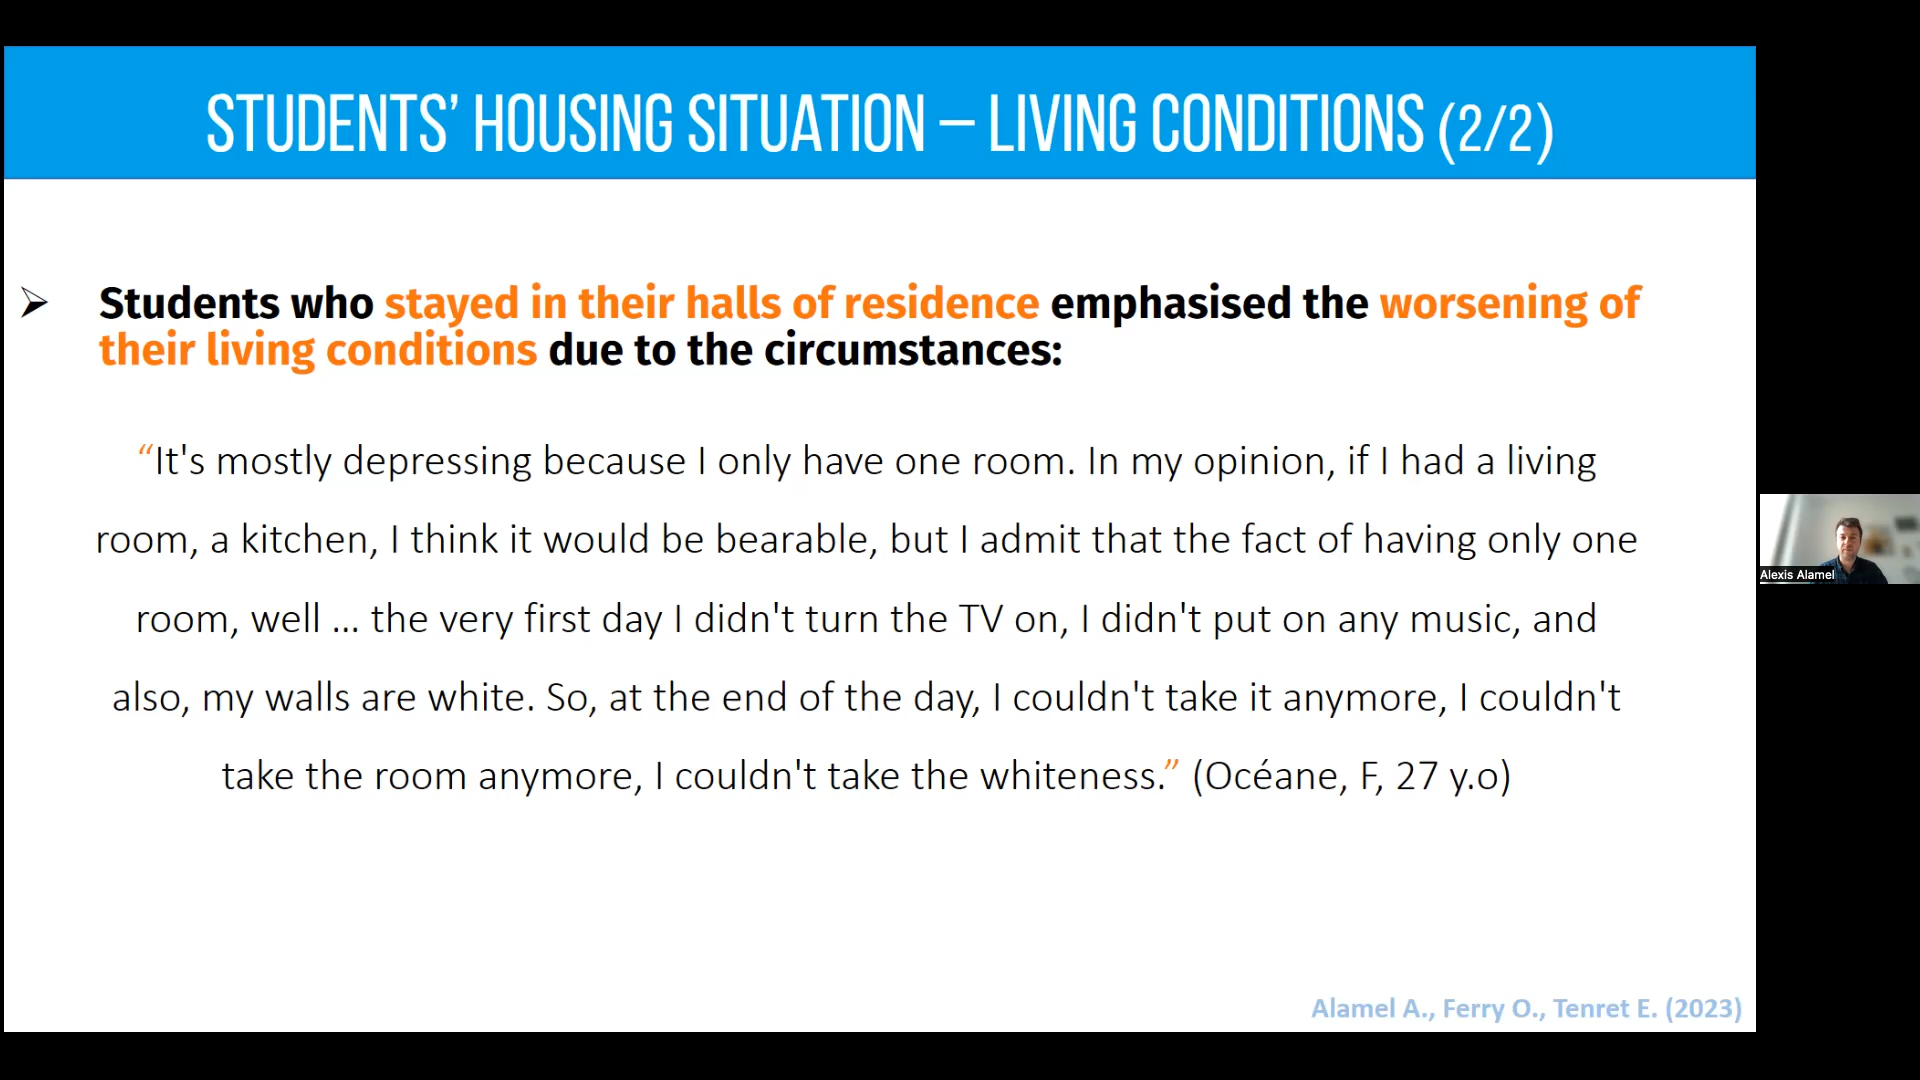 STUDENTS’ HOUSING SITUATION – LIVING CONDITIONS (2/2)
Students who stayed in their halls of residence emphasised the worsening of
their living conditions due to the circumstances:
“It's mostly depressing because I only have one room. In my opinion, if I had a living
room, a kitchen, I think it would be bearable, but I admit that the fact of having only one
room, well ... the very first day I didn't turn the TV on, I didn't put on any music, and
also, my walls are white. So, at the end of the day, I couldn't take it anymore, I couldn't
take the room anymore, I couldn't take the whiteness.” (Océane, F, 27 y.o)
Alexis Alamel
Alamel A., Ferry O., Tenret E. (2023)